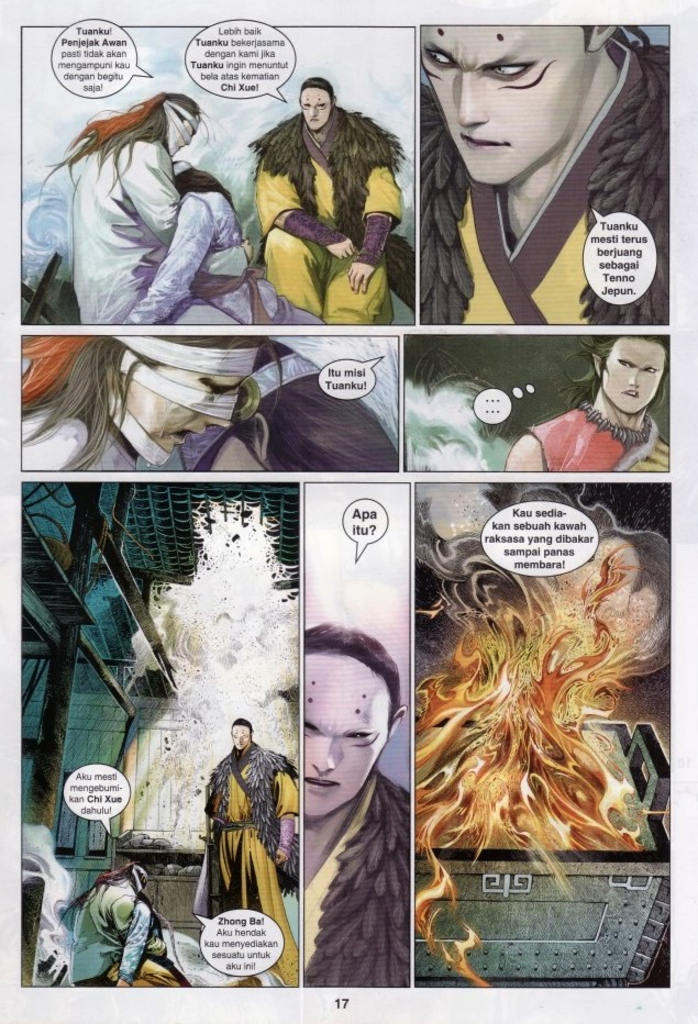 Tuanku!
Penjejak Awan
pasti tidak akan
mengampuni kau
dengan begitu
saja!
Lebih baik
Tuanku bekerjasama
dengan kami jika
Tuanku ingin menuntut
bela atas kematian
Chi Xue!
Tuanku
mesti terus
berjuang
sebagai
Tenno
Jepun.
Itu misi
Tuanku!
...
...
Aku mesti
mengebumi-
kan Chi Xue
dahulu!
Zhong Ba!
Aku hendak
kau menyediakan
sesuatu untuk
aku ini!
Apa
itu?
Kau sedia-
kan sebuah kawah
raksasa yang dibakar
sampai panas
membara!
17